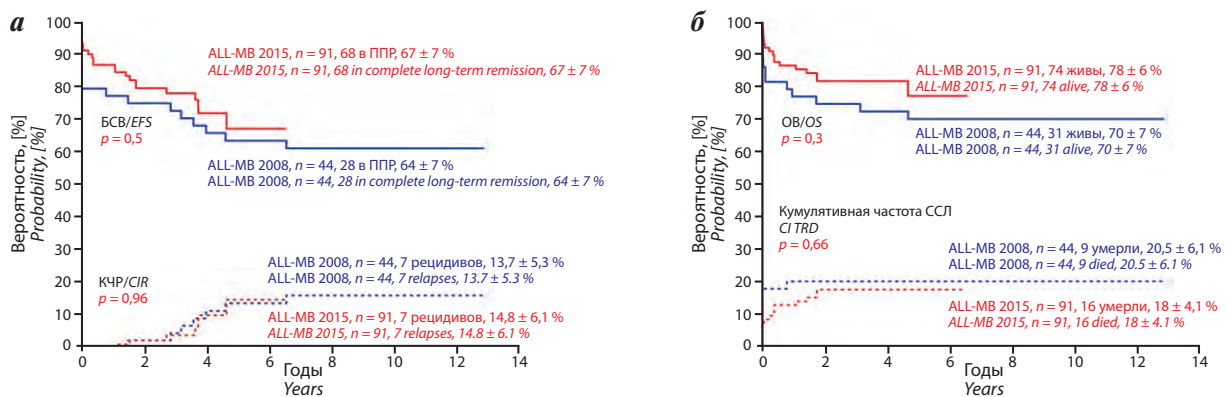 а
100
90
80
70
60
50
40
30
20
10
0
Вероятность, [%]
Probability, [%]
ALL-MB 2015, n = 91, 68 в ППР, 67 ± 7 %
ALL-MB 2015, n = 91, 68 in complete long-term remission, 67 ± 7 %
БСВ/EFS
p = 0,5
ALL-MB 2008, n = 44, 28 в ППР, 64 ± 7 %
ALL-MB 2008, n = 44, 28 in complete long-term remission, 64 ± 7 %
ALL-MB 2008, n = 44, 7 рецидивов, 13,7 ± 5,3 %
ALL-MB 2008, n = 44, 7 relapses, 13.7 ± 5.3 %
КЧР/CIR
p = 0,96
ALL-MB 2015, n = 91, 7 рецидивов, 14,8 ± 6,1 %
ALL-MB 2015, n = 91, 7 relapses, 14.8 ± 6.1 %
0 2 4 6 8 10 12 14
Годы
Years
б
100
90
80
70
60
50
40
30
20
10
0
Вероятность, [%]
Probability, [%]
ALL-MB 2015, n = 91, 74 живы, 78 ± 6 %
ALL-MB 2015, n = 91, 74 alive, 78 ± 6 %
ОВ/OS
p = 0,3
ALL-MB 2008, n = 44, 31 живы, 70 ± 7 %
ALL-MB 2008, n = 44, 31 alive, 70 ± 7 %
Кумулятивная частота ССЛ
CI TRD
p = 0,66
ALL-MB 2008, n = 44, 9 умерли, 20,5 ± 6,1 %
ALL-MB 2008, n = 44, 9 died, 20.5 ± 6.1 %
ALL-MB 2015, n = 91, 16 умерли, 18 ± 4,1 %
ALL-MB 2015, n = 91, 16 died, 18 ± 4.1 %
0 2 4 6 8 10 12 14
Годы
Years